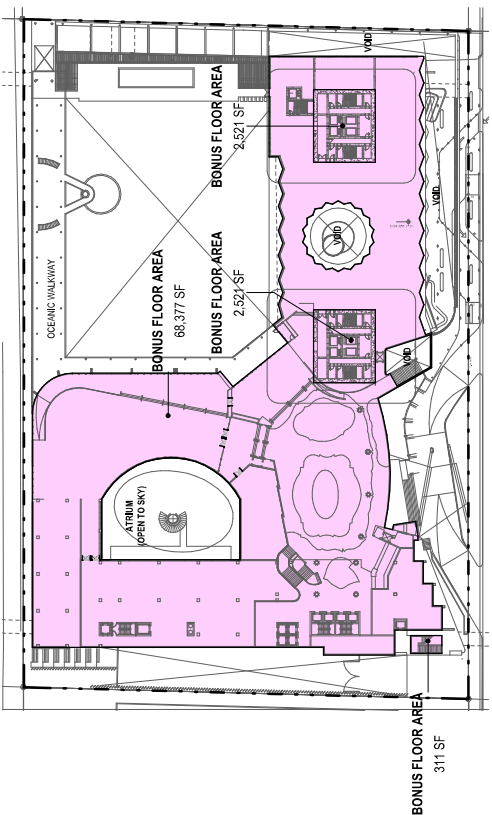 VOID
BONUS FLOOR AREA
2,521 SF
VOID
VOID
OCEANIC WALKWAY
BONUS FLOOR AREA
68,377 SF
BONUS FLOOR AREA
2,521 SF
VOID
ATRIUM
(OPEN TO SKY)
BONUS FLOOR AREA
311 SF